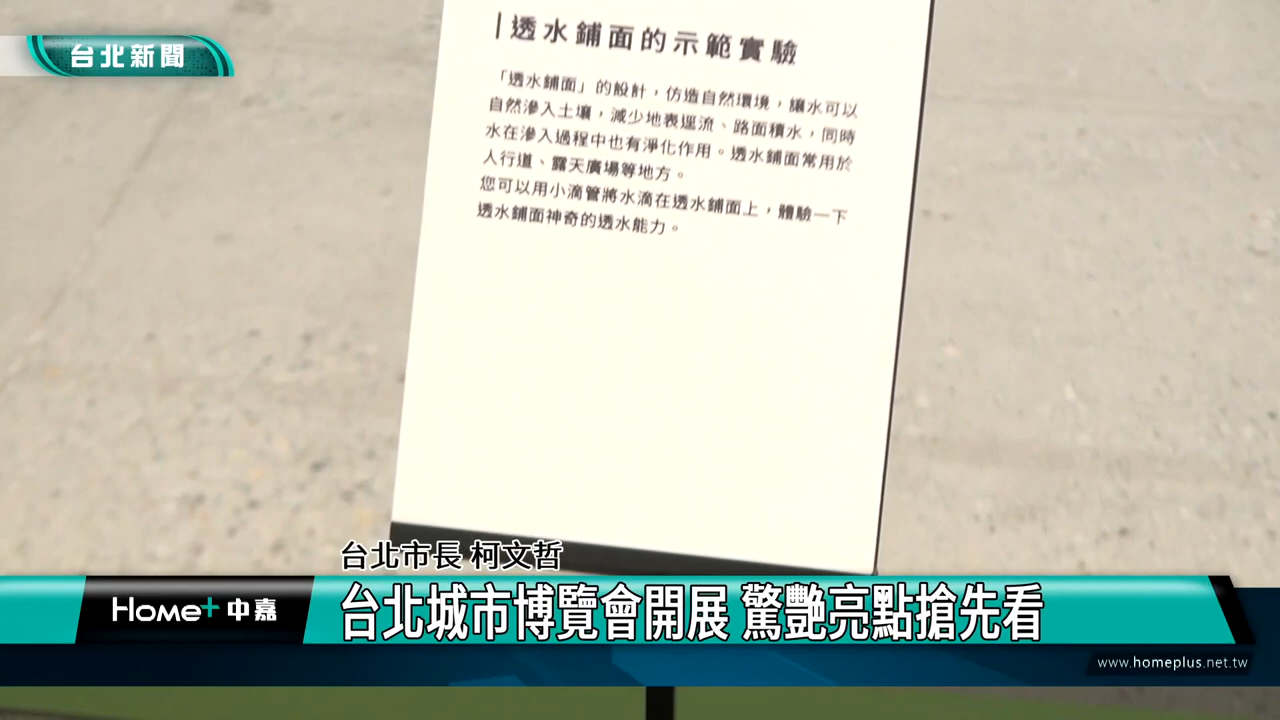 台北新聞
透水鋪面的示範實驗
「透水鋪面」的設計，仿造自然環境，讓水可以
自然滲入土壤，減少地表逕流、路面積水，同時
水在滲入過程中也有淨化作用。透水鋪面常用於
人行道、露天廣場等地方。
您可以用小滴管將水滴在透水鋪面上，體驗一下
透水鋪面神奇的透水能力。
台北市長 柯文哲
Home+ 中嘉
台北城市博覽會開展 驚艷亮點搶先看
www.homeplus.net.tw